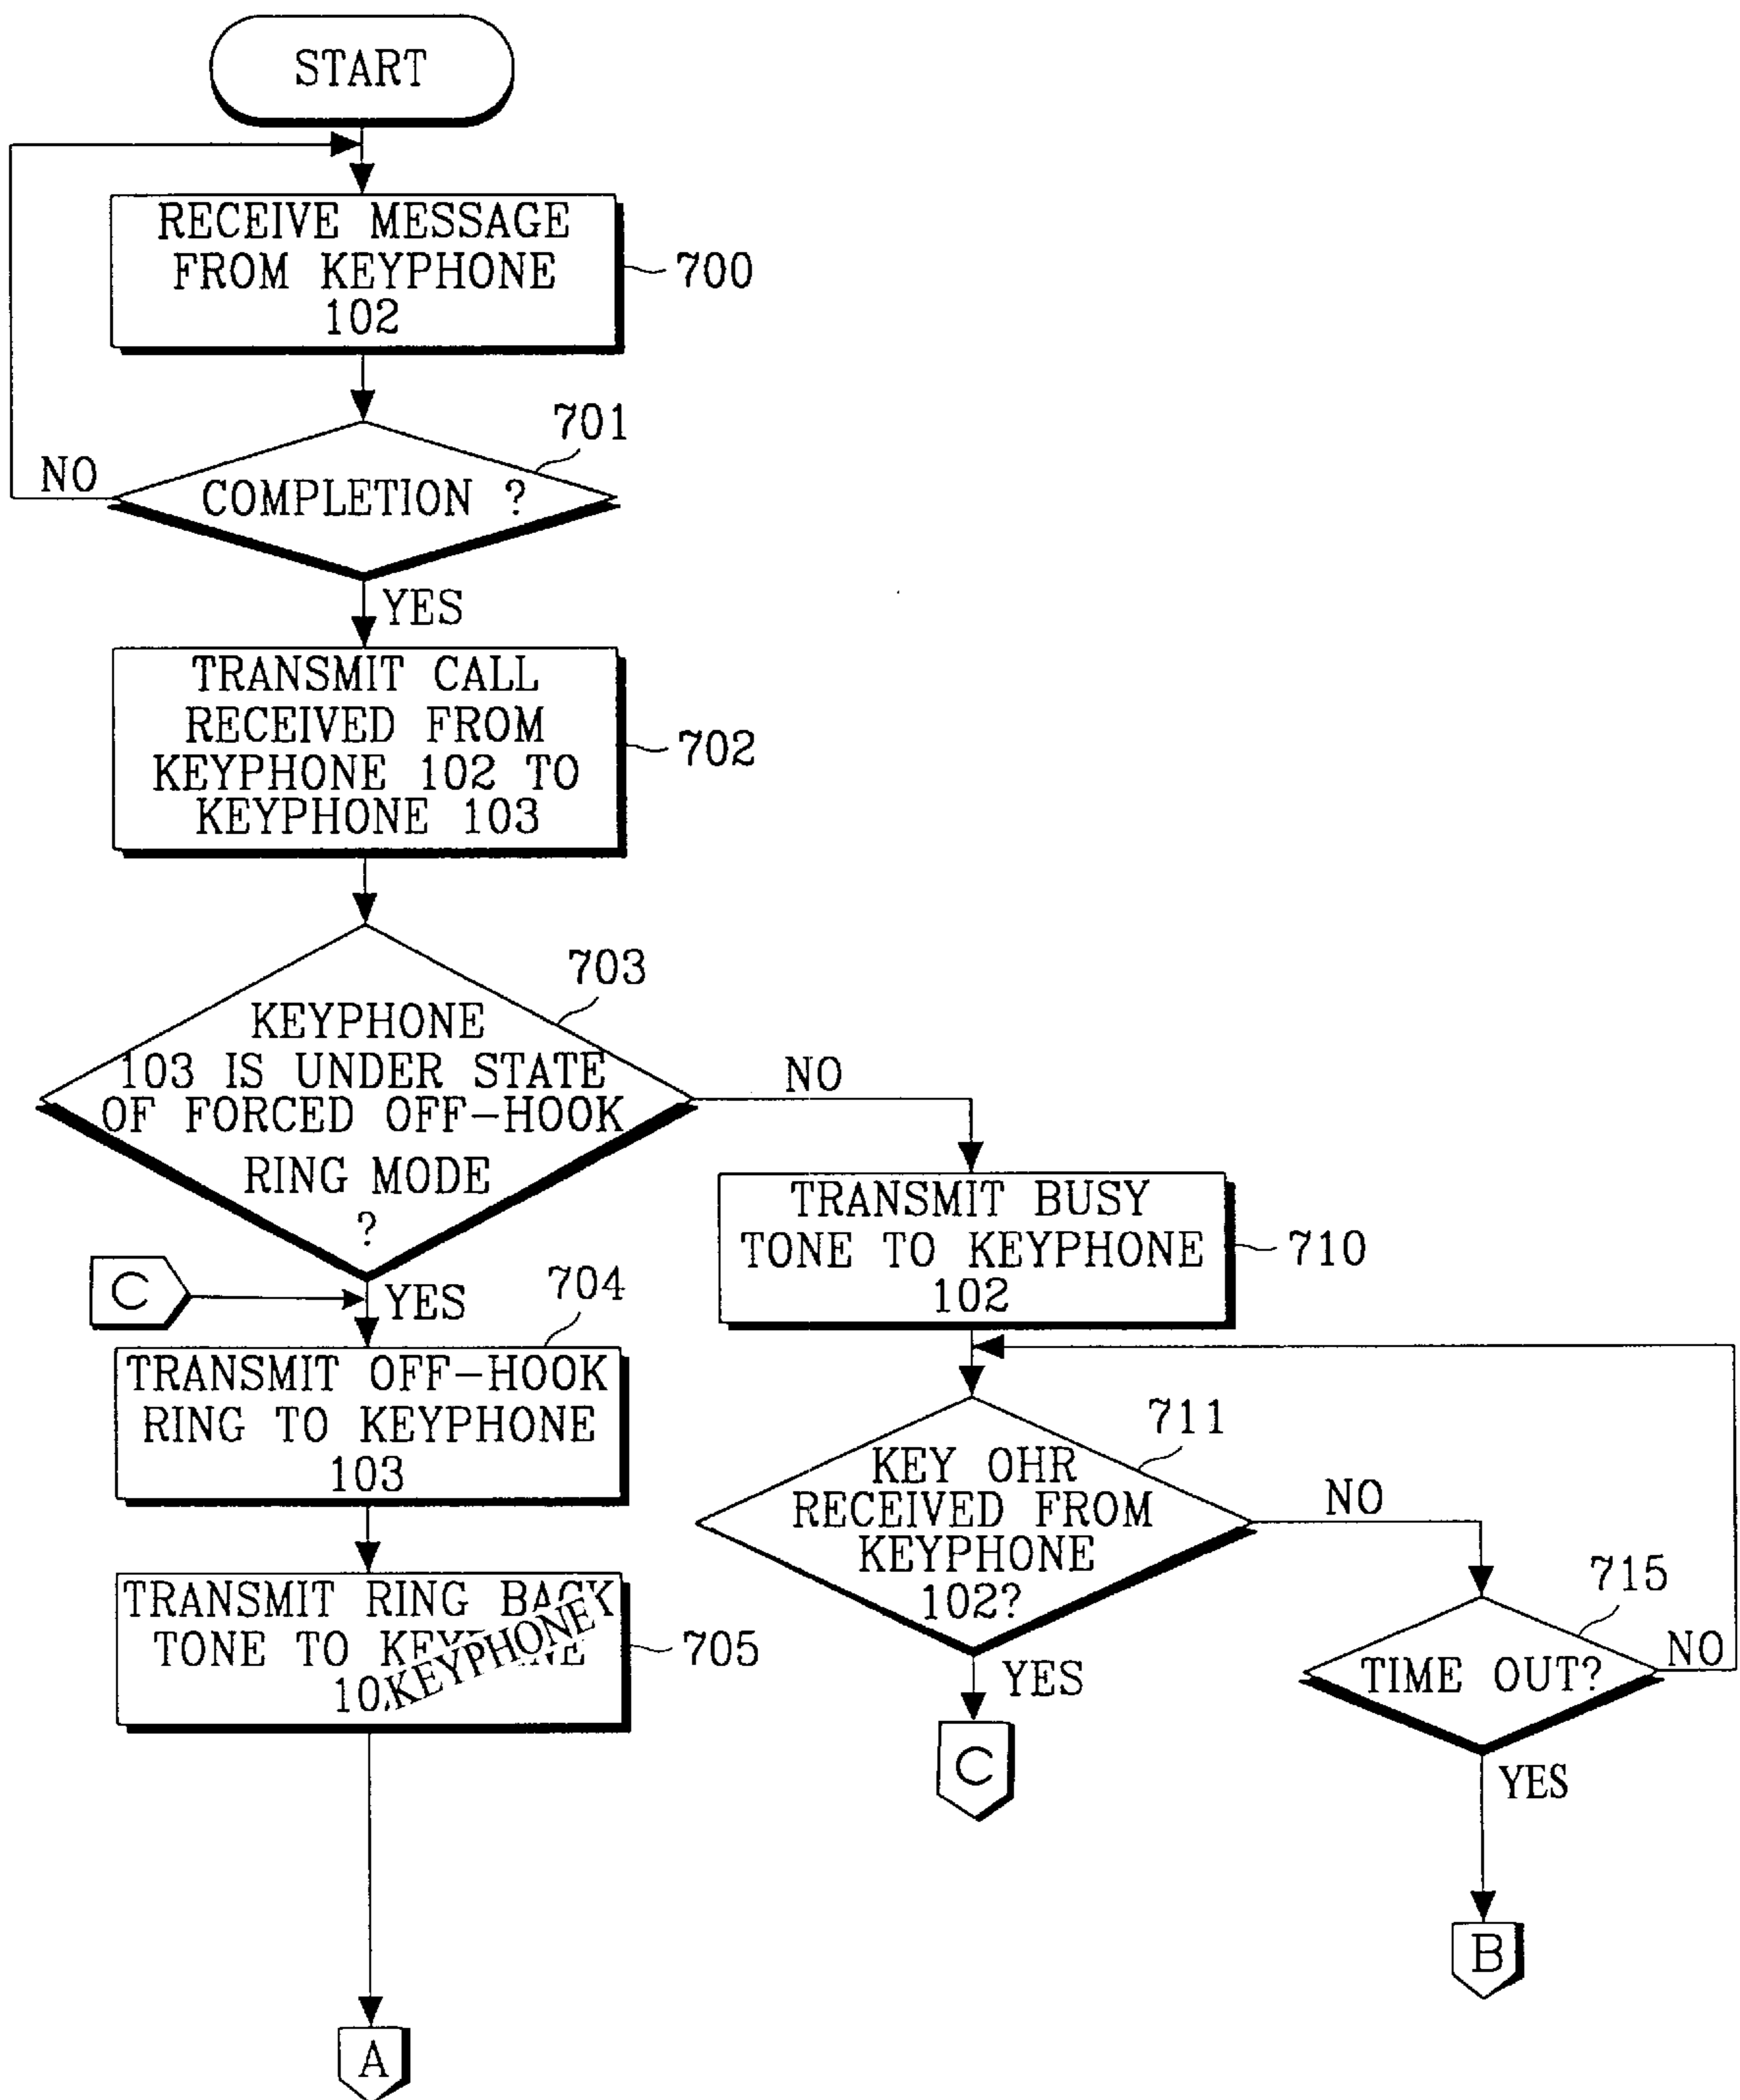 START
RECEIVE MESSAGE
FROM KEYPHONE
102
700
701
NO
COMPLETION ?
YES
TRANSMIT CALL
RECEIVED FROM
KEYPHONE 102 TO
KEYPHONE 103
702
703
KEYPHONE
103 IS UNDER STATE
OF FORCED OFF-HOOK
RING MODE
?
NO
C
YES
704
TRANSMIT OFF-HOOK
RING TO KEYPHONE
103
TRANSMIT RING BACK
TONE TO
KEYPHONE
705
A
TRANSMIT BUSY
TONE TO KEYPHONE
102
710
711
KEY OHR
RECEIVED FROM
KEYPHONE
102?
NO
YES
C
715
TIME OUT?
NO
YES
B